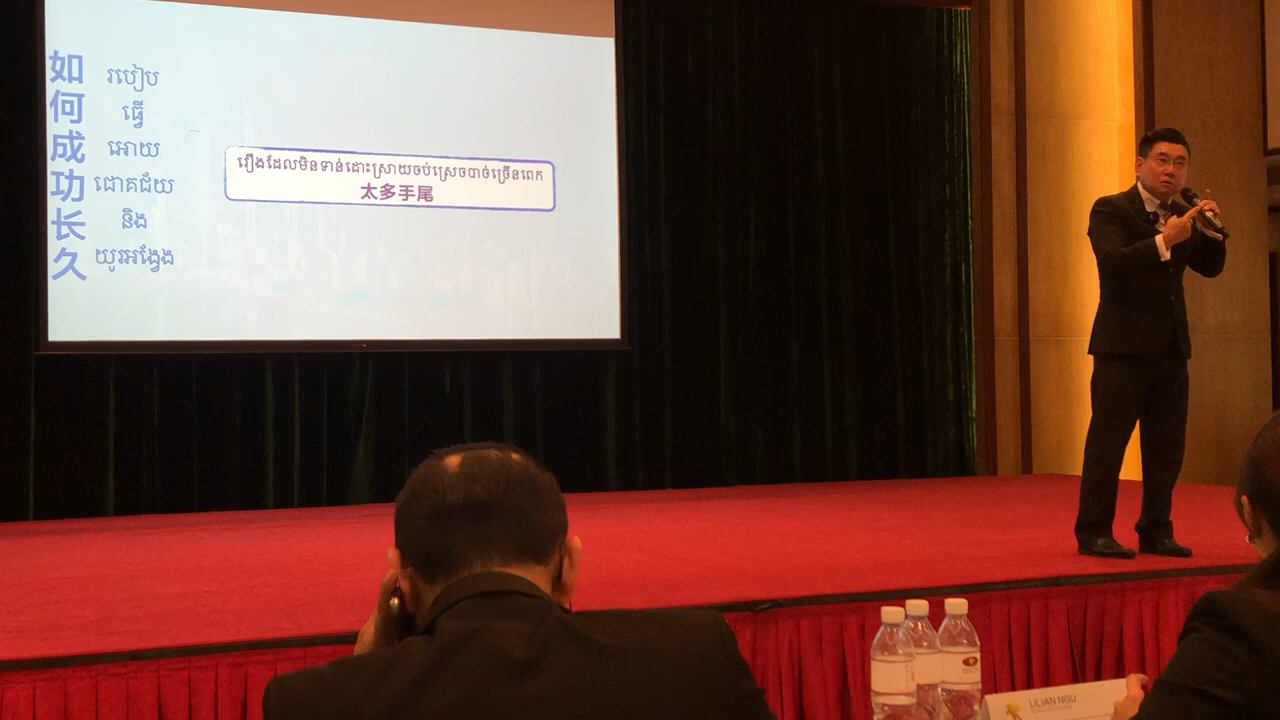 如何成功长久
របៀប
ធ្វើ
អោយ
ជោគជ័យ
និង
យូរអង្វែង
រឿងដែលមិនទាន់ដោះស្រាយចប់ស្រេចបាច់ច្រើនពេក
太多手尾
LILIAN NGU